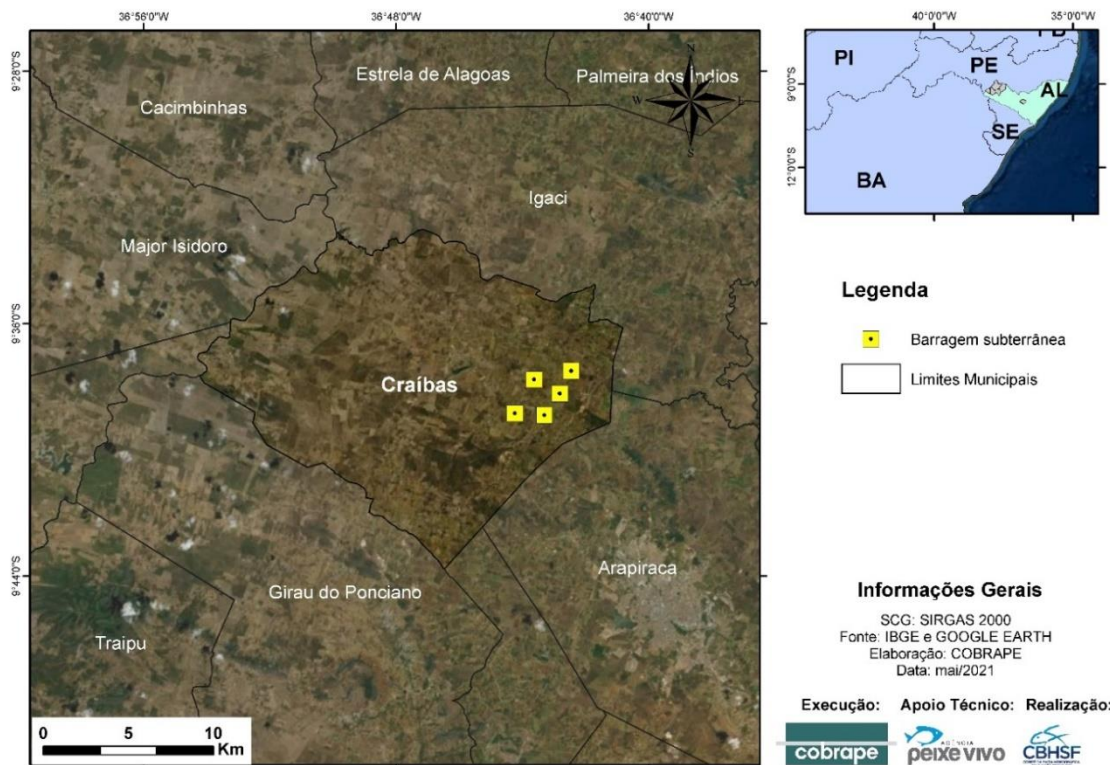 36°56'0"W
36°48'0"W
36°40'0"W
40°0'0"W
35°0'0"W
9°28'0"S
9°36'0"S
9°44'0"S
Estrela de Alagoas
Palmeira dos Índios
Cacimbinhas
N
W
E
S
Igaci
Major Isidoro
Craíbas
Arapiraca
Girau do Ponciano
Traipu
0 5 10
Km
PI
PE
AL
SE
BA
9°0'0"S
12°0'0"S
Legenda
Barragem subterrânea
Limites Municipais
Informações Gerais
SCG: SIRGAS 2000
Fonte: IBGE e GOOGLE EARTH
Elaboração: COBRAPE
Data: mai/2021
Execução: Apoio Técnico: Realização:
cobrape
AGÊNCIA
peixe vivo
CBHSF